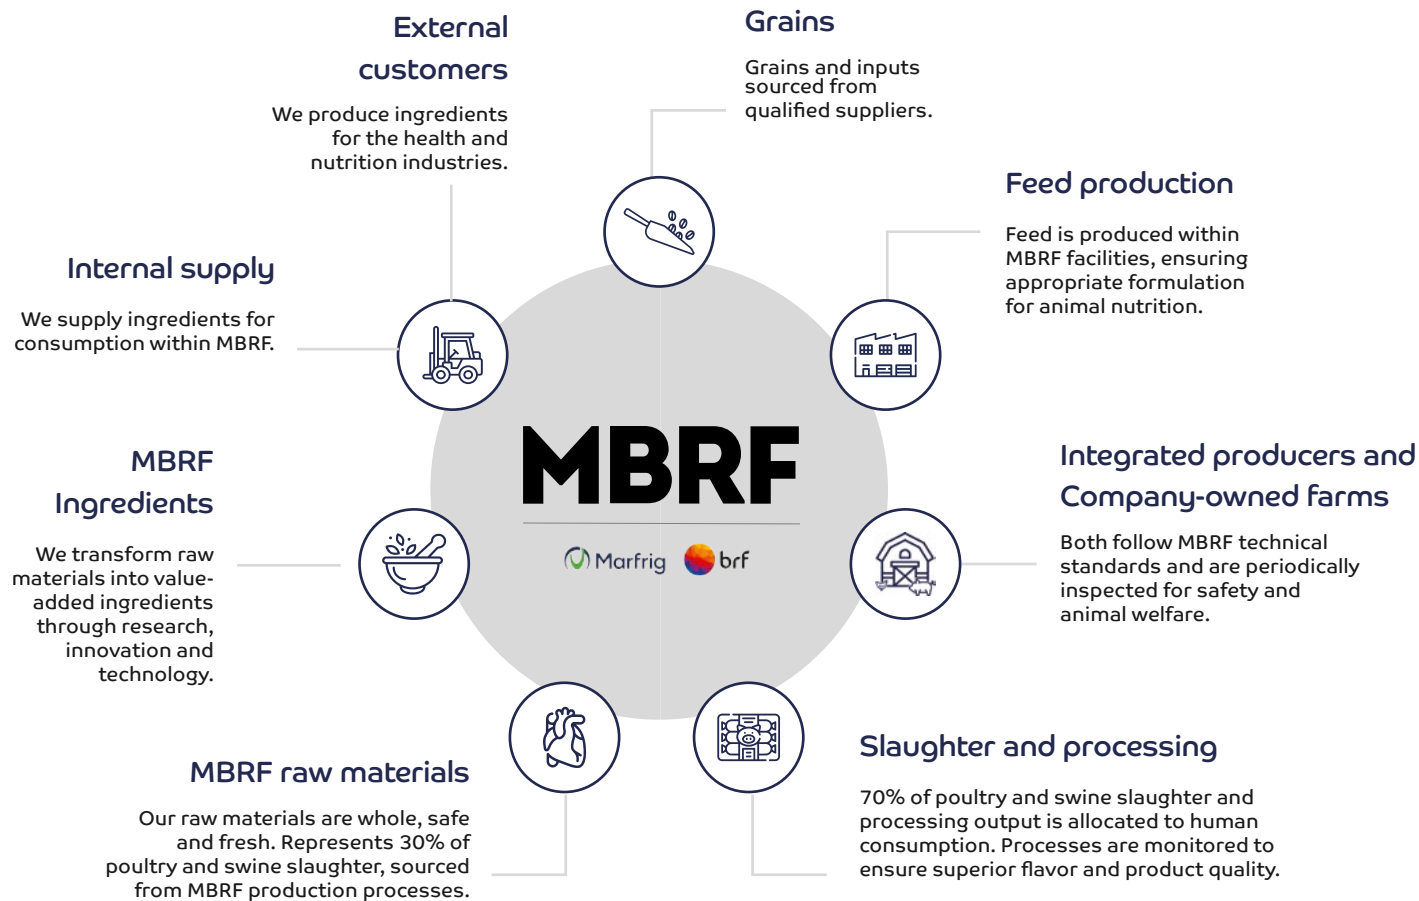 Grains
Grains and inputs
sourced from
qualified suppliers.
Feed production
Feed is produced within
MBRF facilities, ensuring
appropriate formulation
for animal nutrition.
Integrated producers and
Company-owned farms
Both follow MBRF technical
standards and are periodically
inspected for safety and
animal welfare.
Slaughter and processing
70% of poultry and swine slaughter and
processing output is allocated to human
consumption. Processes are monitored to
ensure superior flavor and product quality.
MBRF raw materials
Our raw materials are whole, safe
and fresh. Represents 30% of
poultry and swine slaughter, sourced
from MBRF production processes.
MBRF
Ingredients
We transform raw
materials into value-
added ingredients
through research,
innovation and
technology.
Internal supply
We supply ingredients for
consumption within MBRF.
External
customers
We produce ingredients
for the health and
nutrition industries.
MBRF
Marfrig brf